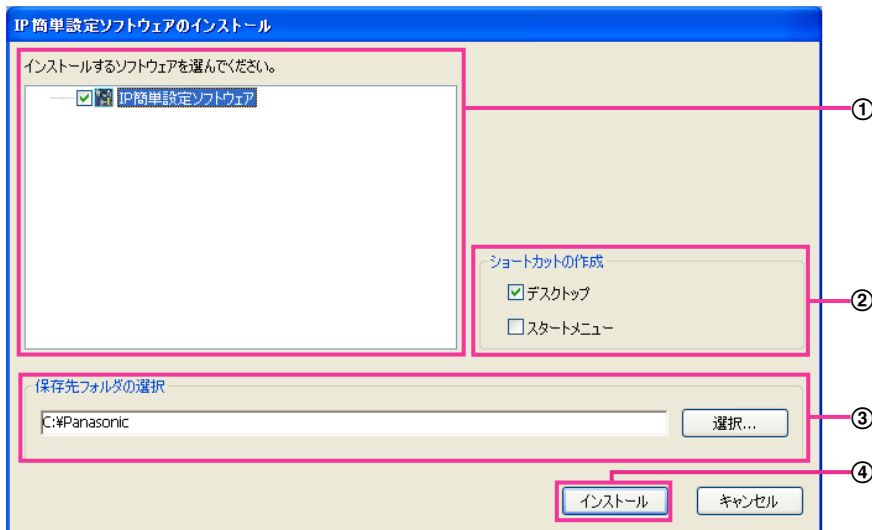 IP簡単設定ソフトウェアのインストール
インストールするソフトウェアを選んでください。
IP簡単設定ソフトウェア
①
ショートカットの作成
デスクトップ
スタートメニュー
②
保存先フォルダの選択
C:¥Panasonic
選択...
③
④
インストール
キャンセル